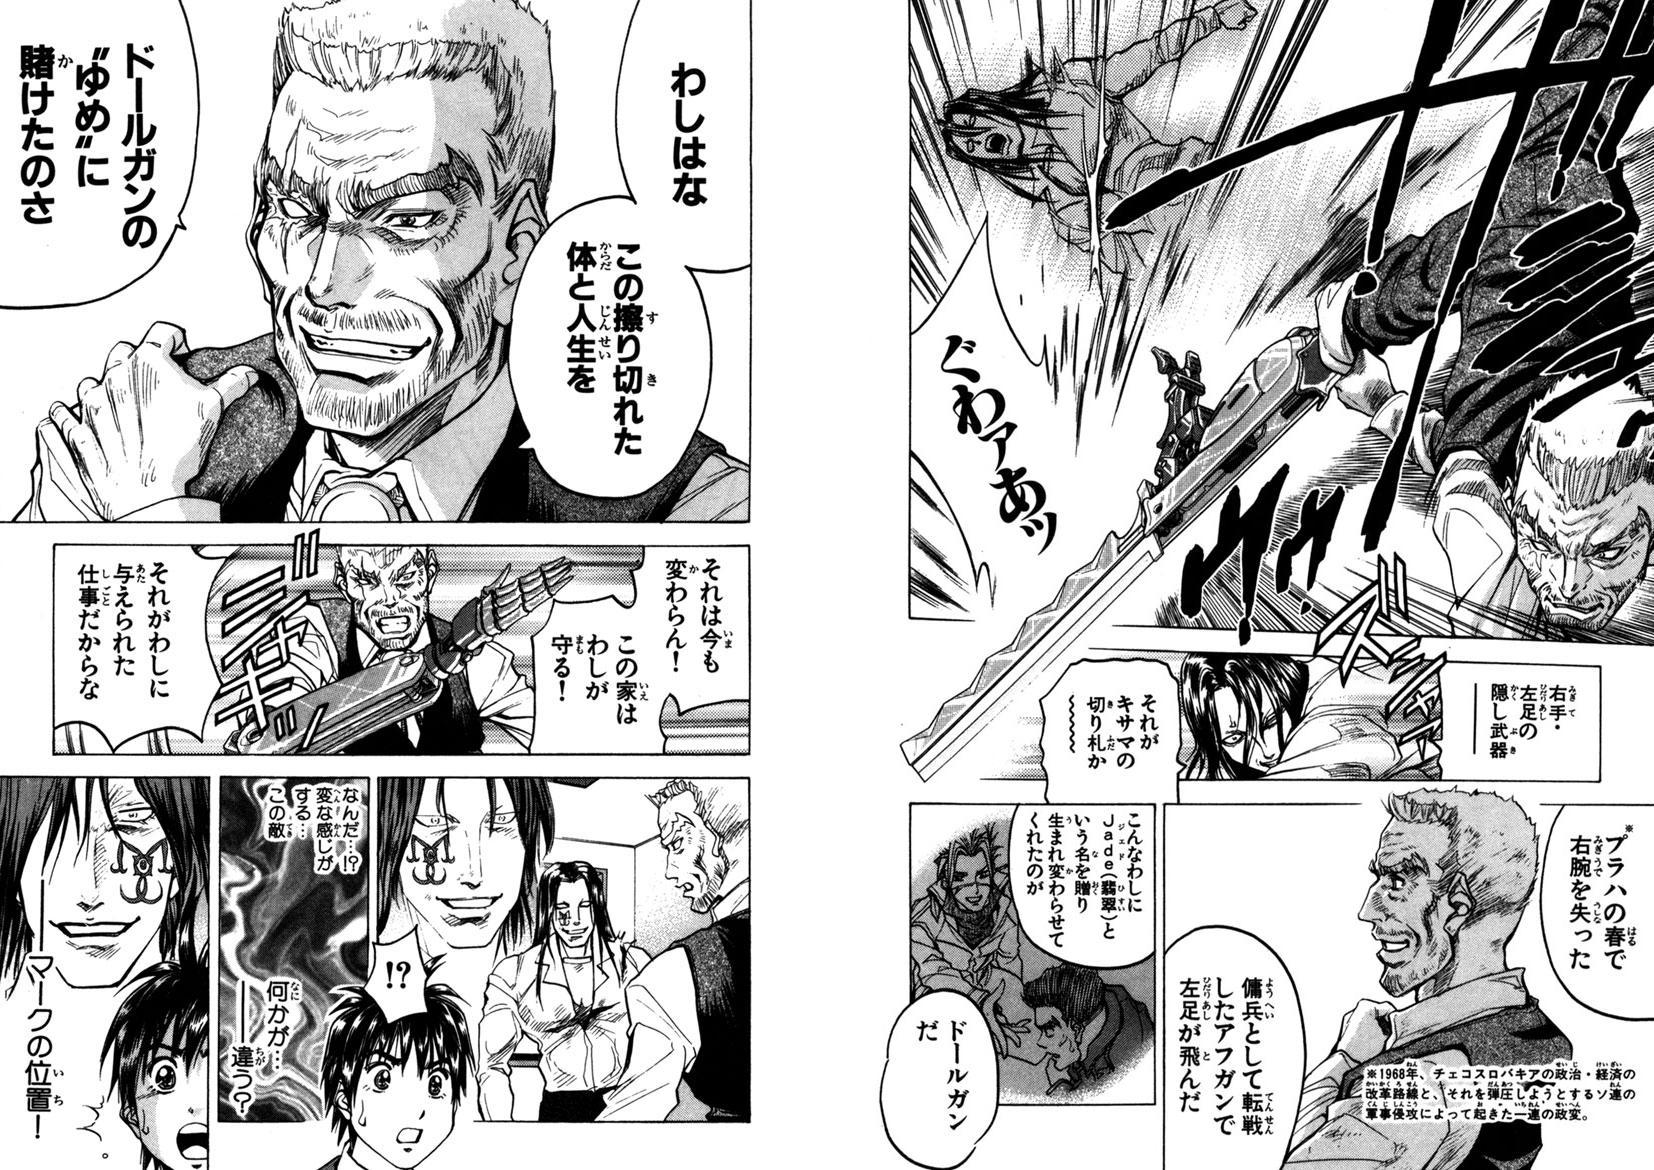 ドギャッ
ぐわァあッ
ズ
ジャキッ
右手・
左足の
隠し武器
——
それが
キサマの
切り札か
※プラハの春で
右腕を失った
傭兵として転戦
したアフガンで
左足が飛んだ
※1968年、チェコスロバキアの政治・経済の
改革路線と、それを弾圧しようとするソ連の
軍事侵攻によって起きた一連の政変。
こんなわしに
Jade(翡翠)と
いう名を贈り
生まれ変わらせて
くれたのが
ドールガン
だ
わしはな
この擦り切れた
体と人生を
ドールガンの
“ゆめ”に
賭けたのさ
それは今も
変わらん！
この家は
わしが
守る！
それがわしに
与えられた
仕事だからな
なんだ…!?
変な感じが
する…
この敵
!?
何かが…
——違う？
——マークの位置！